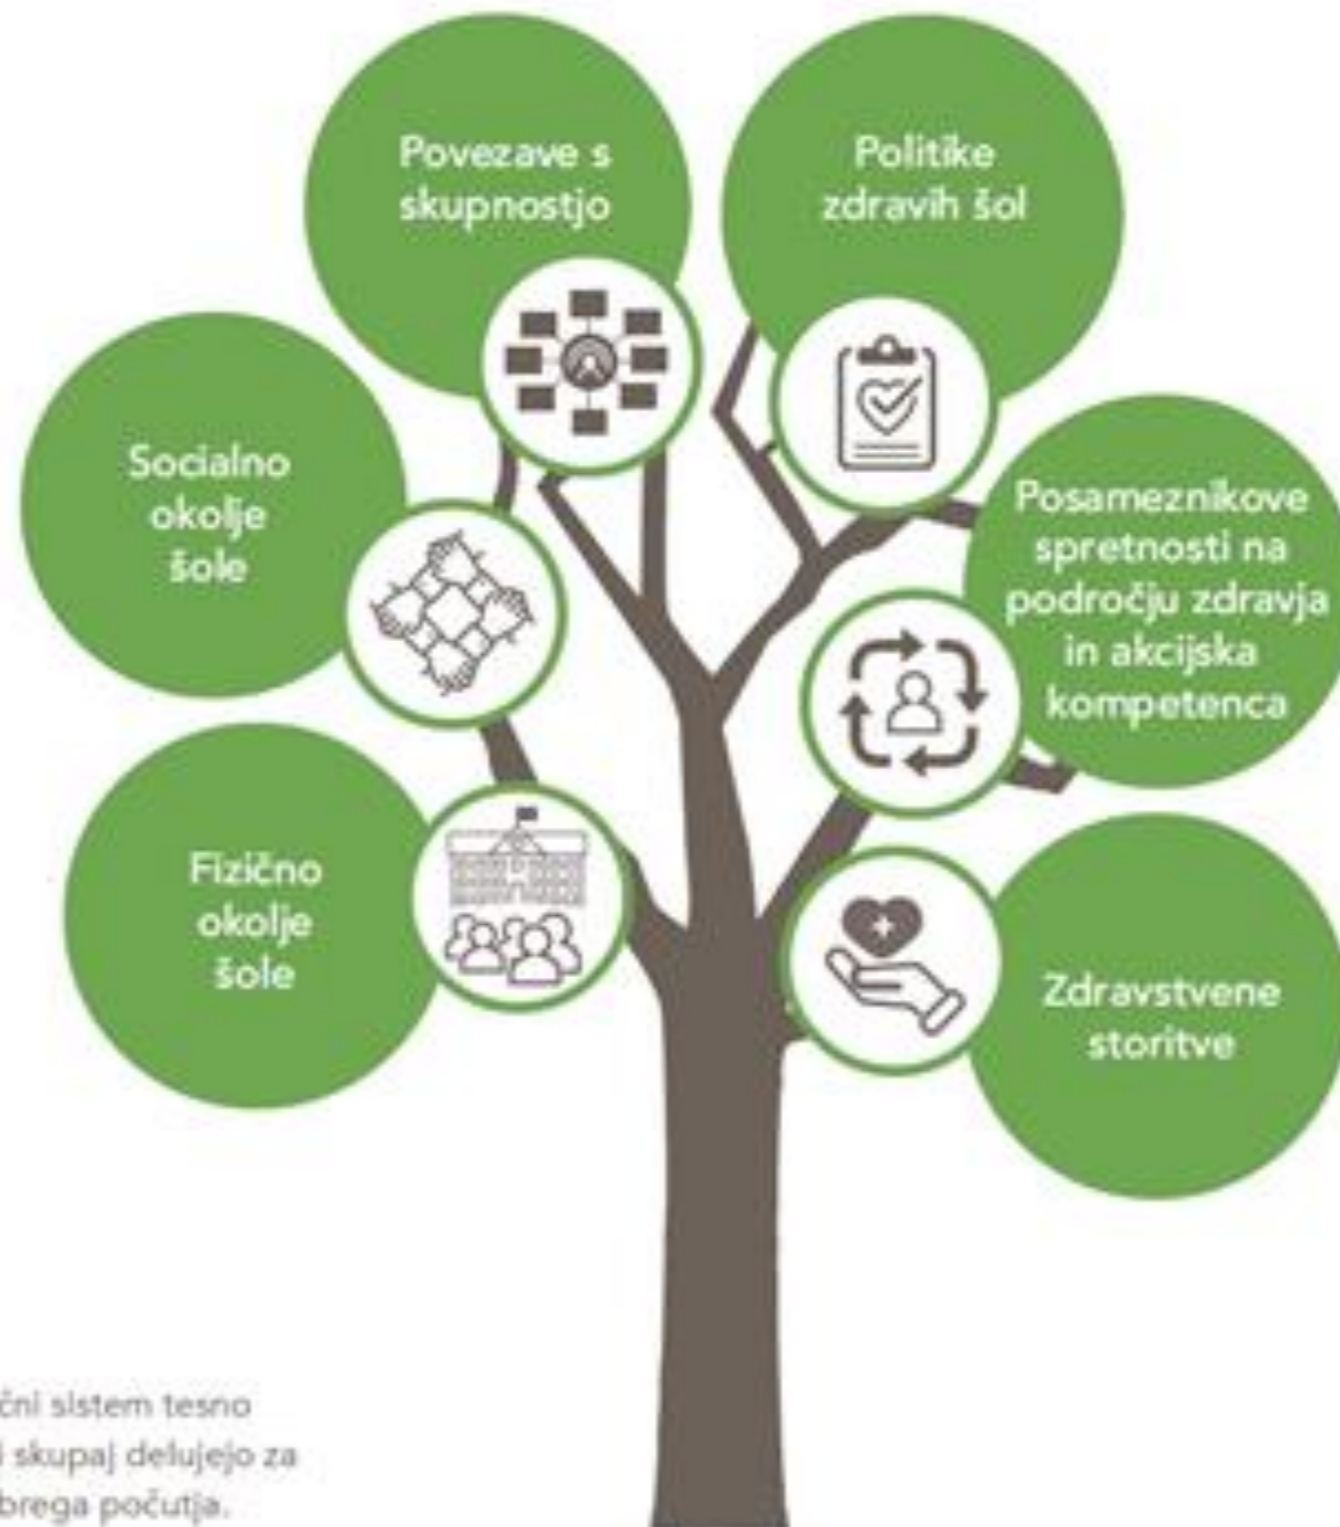 Povezave s
skupnostjo
Politike
zdravih šol
Socialno
okolje
šole
Posameznikove
spretnosti na
področju zdravja
in akcijska
kompetenca
Fizično
okolje
šole
Zdravstvene
storitve
čni sistem tesno
i skupaj delujejo za
brega počutja.